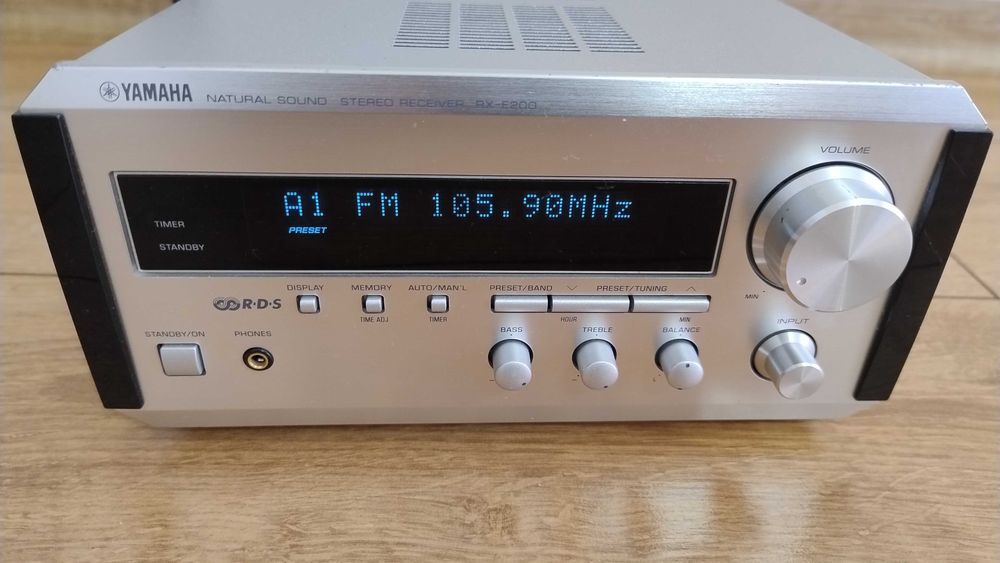 YAMAHA NATURAL SOUND STEREO RECEIVER RX-E200
VOLUME
A1 FM 105.90MHz
PRESET
TIMER
STANDBY
MIN
R·D·S
DISPLAY
MEMORY
AUTO/MAN'L
PRESET/BAND
PRESET/TUNING
TIME ADJ
TIMER
HOUR
MIN
INPUT
STANDBY/ON
PHONES
BASS
TREBLE
BALANCE
L